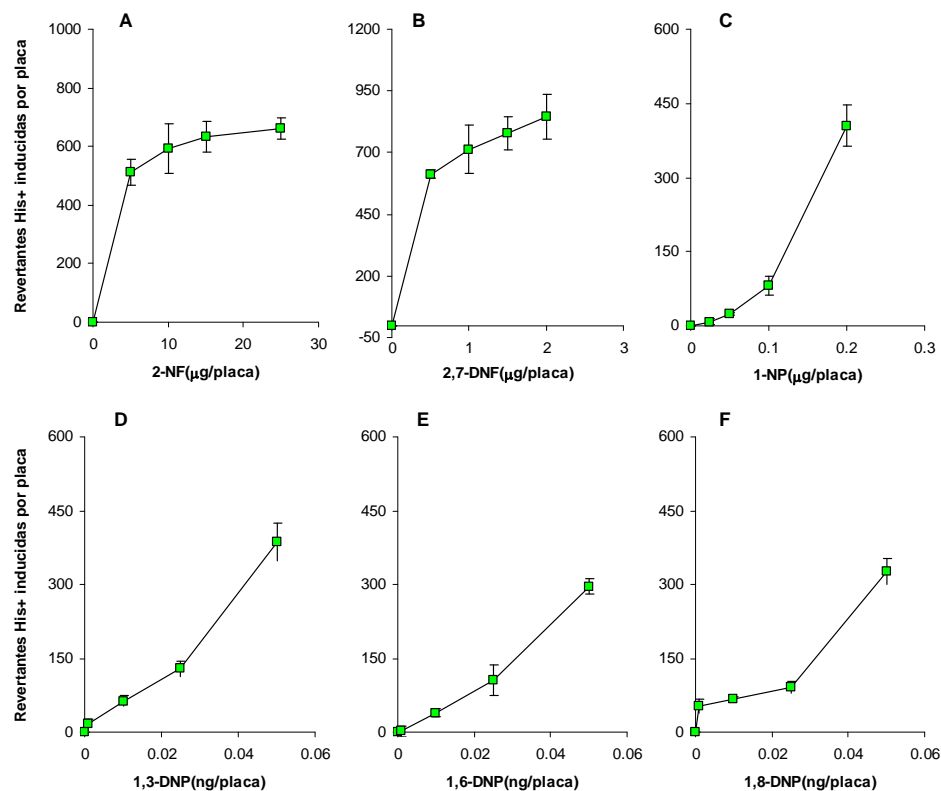 A
Revertantes His+ inducidas por placa
1000
800
600
400
200
0
0 10 20 30
2-NF(μg/placa)
B
1200
950
700
450
200
-50
0 1 2 3
2,7-DNF(μg/placa)
C
600
450
300
150
0
0 0.1 0.2 0.3
1-NP(μg/placa)
D
Revertantes His+ inducidas por placa
600
450
300
150
0
0 0.02 0.04 0.06
1,3-DNP(ng/placa)
E
600
450
300
150
0
0 0.02 0.04 0.06
1,6-DNP(ng/placa)
F
600
450
300
150
0
0 0.02 0.04 0.06
1,8-DNP(ng/placa)